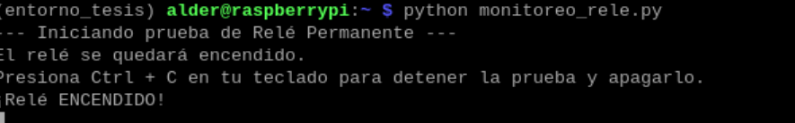 (entorno_tesis) alder@raspberrypi:~ $ python monitoreo_rele.py
--- Iniciando prueba de Relé Permanente ---
El relé se quedará encendido.
Presiona Ctrl + C en tu teclado para detener la prueba y apagarlo.
¡Relé ENCENDIDO!